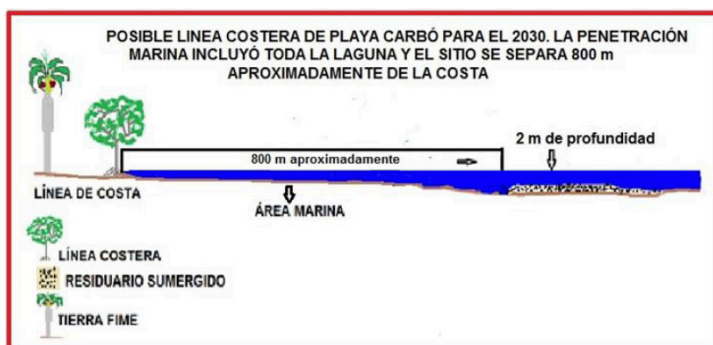 POSIBLE LINEA COSTERA DE PLAYA CARBÓ PARA EL 2030. LA PENETRACIÓN
MARINA INCLUYÓ TODA LA LAGUNA Y EL SITIO SE SEPARA 800 m
APROXIMADAMENTE DE LA COSTA
2 m de profundidad
800 m aproximadamente
LÍNEA DE COSTA
ÁREA MARINA
LÍNEA COSTERA
RESIDUARIO SUMERGIDO
TIERRA FIME